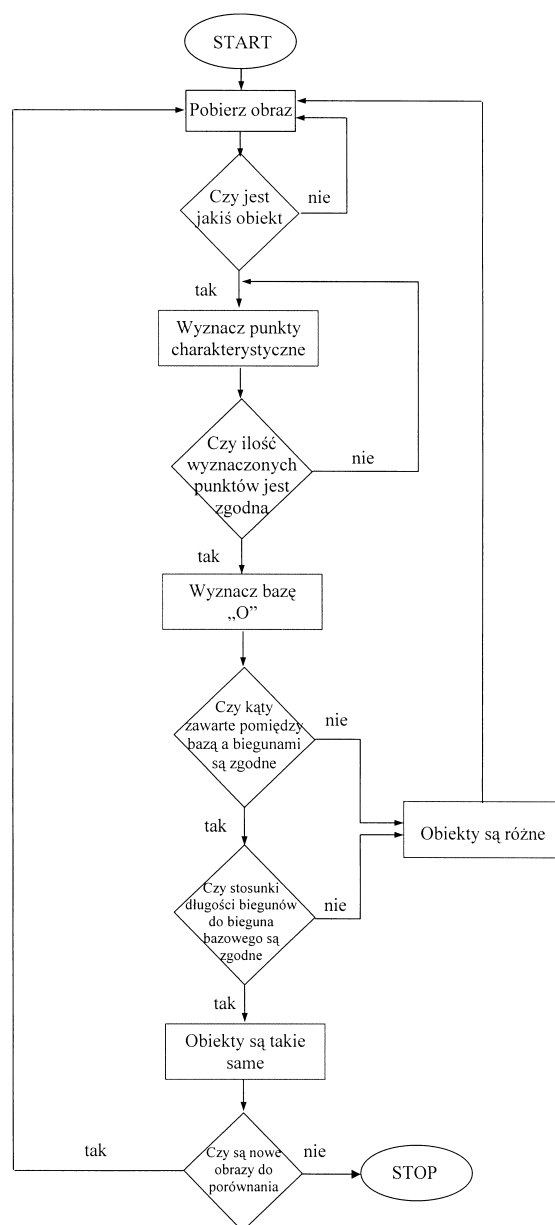 START
Pobierz obraz
Czy jest
jakiś obiekt
nie
tak
Wyznacz punkty
charakterystyczne
Czy ilość
wyznaczonych
punktów jest
zgodna
nie
tak
Wyznacz bazę
„O”
Czy kąty
zawarte pomiędzy
bazą a biegunami
są zgodne
nie
tak
Obiekty są różne
Czy stosunki
długości biegunów
do bieguna
bazowego są
zgodne
nie
tak
Obiekty są takie
same
Czy są nowe
obrazy do
porównania
tak
nie
STOP